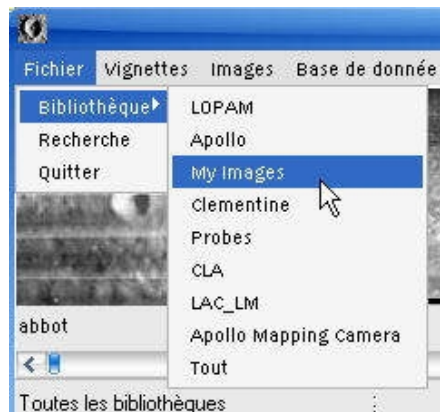 Fichier Vignettes Images Base de donnée
Bibliothèque
Recherche
Quitter
LOPAM
Apollo
My Images
Clementine
Probes
CLA
LAC_LM
Apollo Mapping Camera
Tout
abbot
Toutes les bibliothèques